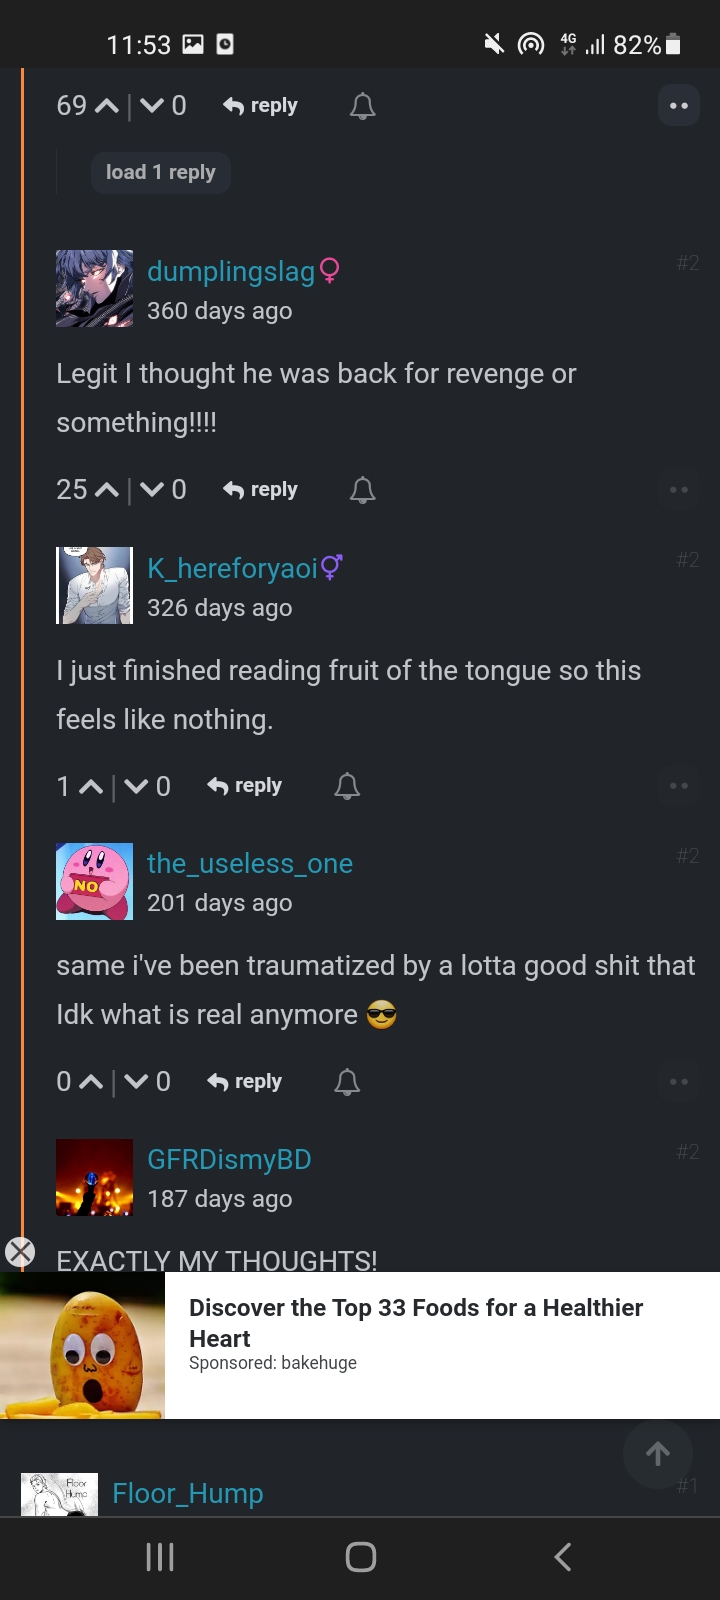 11:53 4G 82%
69 | 0 reply
load 1 reply
dumplingslag #2
360 days ago
Legit I thought he was back for revenge or
something!!!!
25 | 0 reply
K_hereforyaoi #2
326 days ago
I just finished reading fruit of the tongue so this
feels like nothing.
1 | 0 reply
the_useless_one #2
NO
201 days ago
same i've been traumatized by a lotta good shit that
Idk what is real anymore 😎
0 | 0 reply
GFRDismyBD #2
187 days ago
EXACTLY MY THOUGHTS!
Discover the Top 33 Foods for a Healthier
Heart
Sponsored: bakehuge
Floor
Hump
Floor_Hump #1